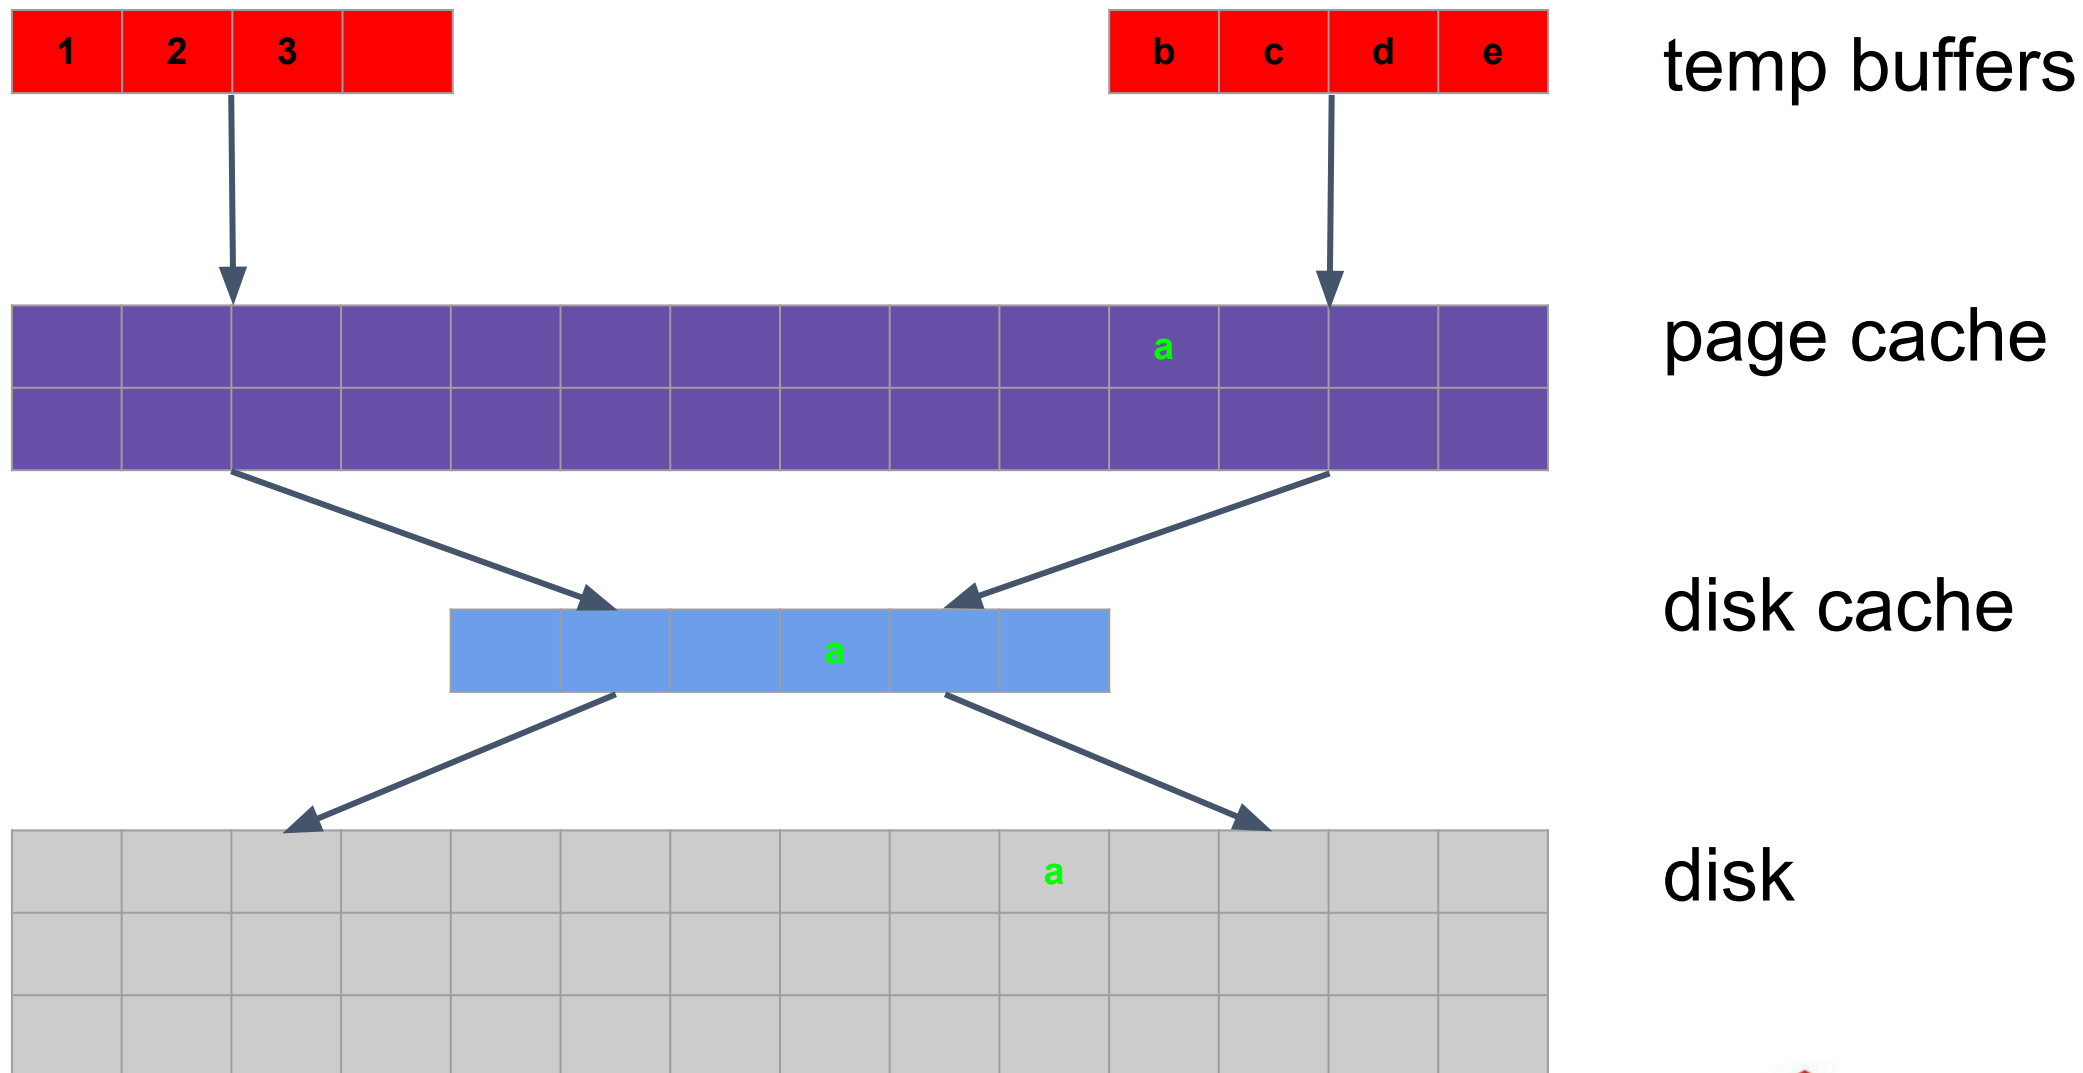 1 2 3 b c d e temp buffers
a page cache
a disk cache
a disk